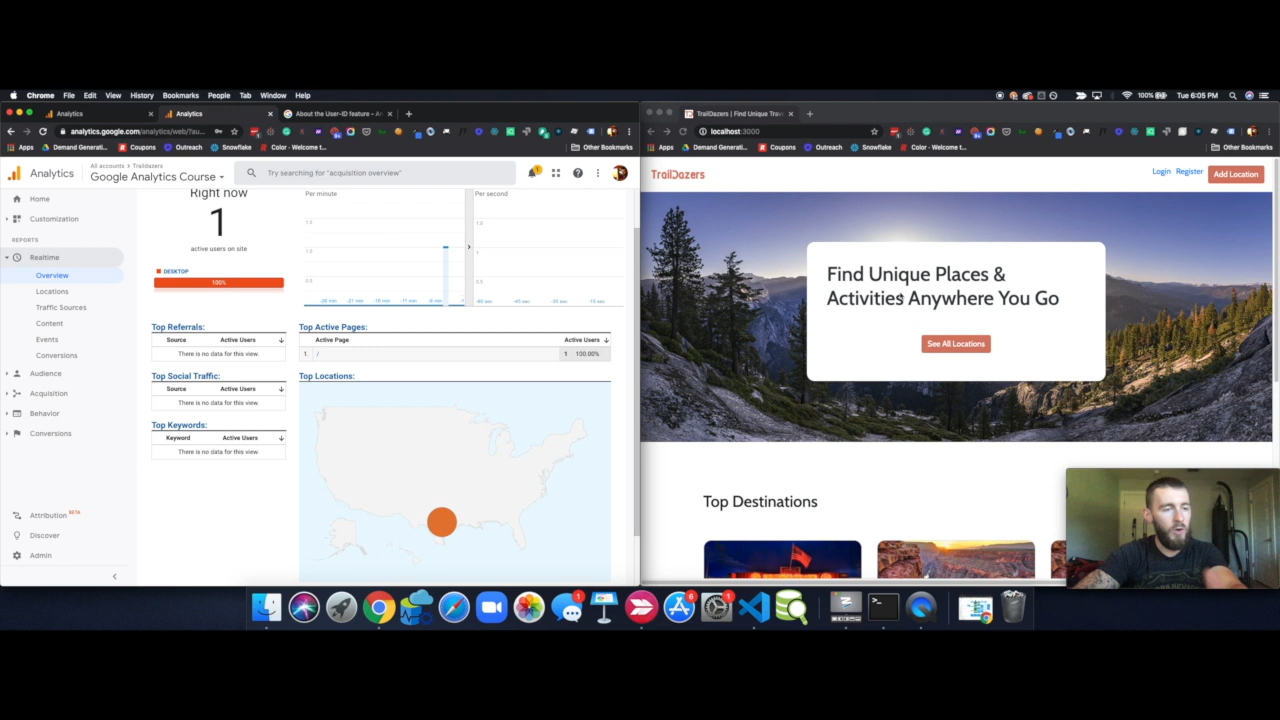 Chrome File Edit View History Bookmarks People Tab Window Help
100% Tue 6:05 PM
Analytics
Analytics
About the User-ID feature - A
TrailDazers | Find Unique Trav
analytics.google.com/analytics/web/?au...
localhost:3000
Apps Demand Generati... Coupons Outreach Snowflake Color - Welcome t... Other Bookmarks
Apps Demand Generati... Coupons Outreach Snowflake Color - Welcome t... Other Bookmarks
Analytics
All accounts > Traildazers
Google Analytics Course
Try searching for "acquisition overview"
1
Home
Customization
REPORTS
Realtime
Overview
Locations
Traffic Sources
Content
Events
Conversions
Audience
Acquisition
Behavior
Conversions
Attribution BETA
Discover
Admin
Right now
1
active users on site
DESKTOP
100%
Per minute
Per second
Top Referrals:
Source Active Users
There is no data for this view.
Top Social Traffic:
Source Active Users
There is no data for this view.
Top Keywords:
Keyword Active Users
There is no data for this view.
Top Active Pages:
Active Page Active Users
1. / 1 100.00%
Top Locations:
TrailDazers
Login Register Add Location
Find Unique Places &
Activities Anywhere You Go
See All Locations
Top Destinations
1
6
1